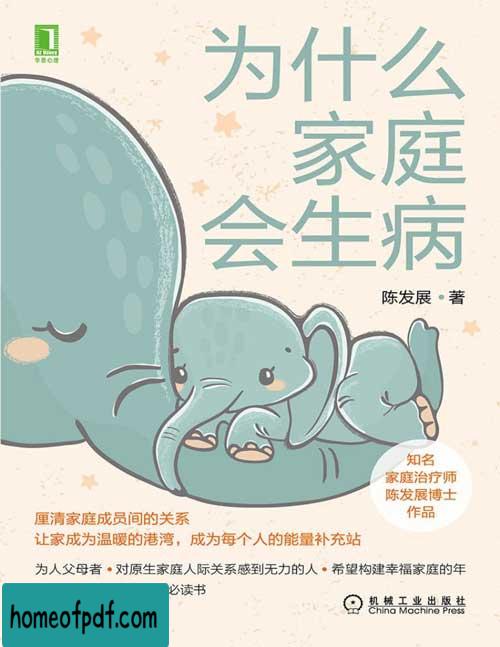 华章心理
为什么
家庭
会生病
陈发展 • 著
知名
家庭治疗师
陈发展博士
作品
厘清家庭成员间的关系
让家成为温暖的港湾，成为每个人的能量补充站
为人父母者 • 对原生家庭人际关系感到无力的人 • 希望构建幸福家庭的年
必读书
homeofpdf.com
机械工业出版社
China Machine Press